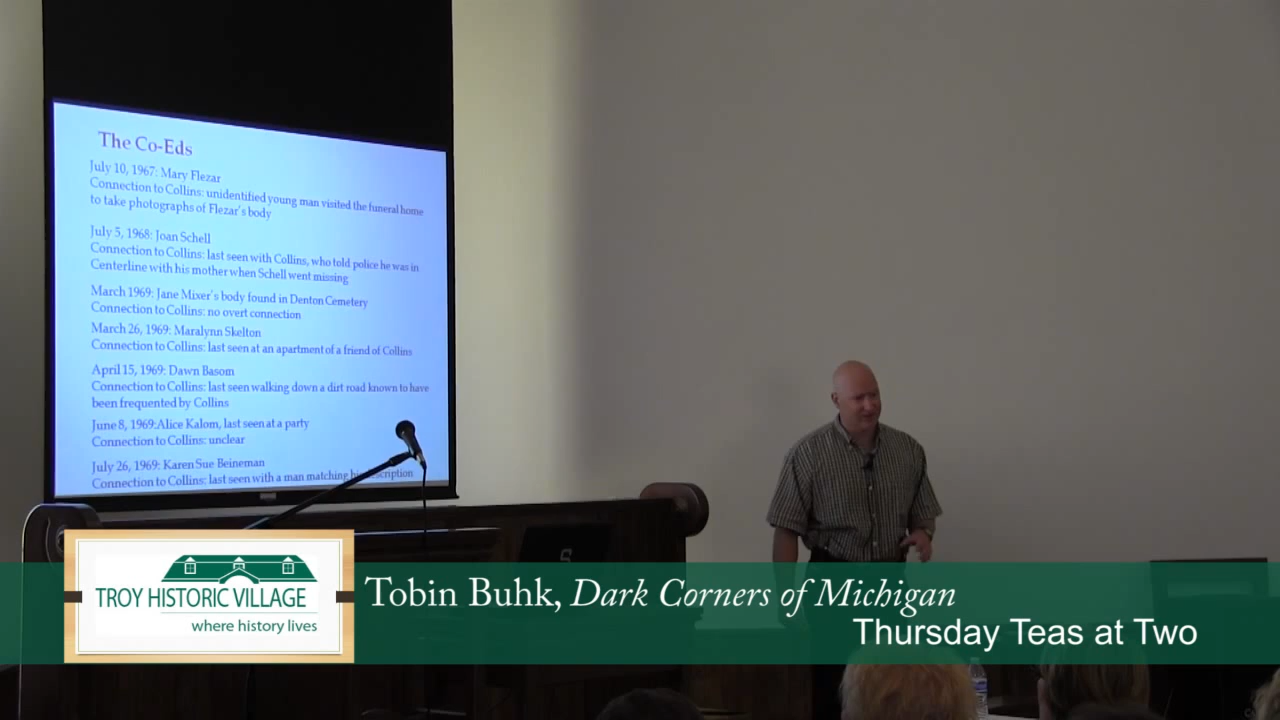 The Co-Eds
July 10, 1967: Mary Flezar
Connection to Collins: unidentified young man visited the funeral home
to take photographs of Flezar's body
July 5, 1968: Joan Schell
Connection to Collins: last seen with Collins, who told police he was in
Centerline with his mother when Schell went missing
March 1969: Jane Mixer's body found in Denton Cemetery
Connection to Collins: no overt connection
March 26, 1969: Maralynn Skelton
Connection to Collins: last seen at an apartment of a friend of Collins
April 15, 1969: Dawn Basom
Connection to Collins: last seen walking down a dirt road known to have
been frequented by Collins
June 8, 1969:Alice Kalom, last seen at a party
Connection to Collins: unclear
July 26, 1969: Karen Sue Beineman
Connection to Collins: last seen with a man matching his description
TROY HISTORIC VILLAGE
where history lives
Tobin Buhk, Dark Corners of Michigan
Thursday Teas at Two